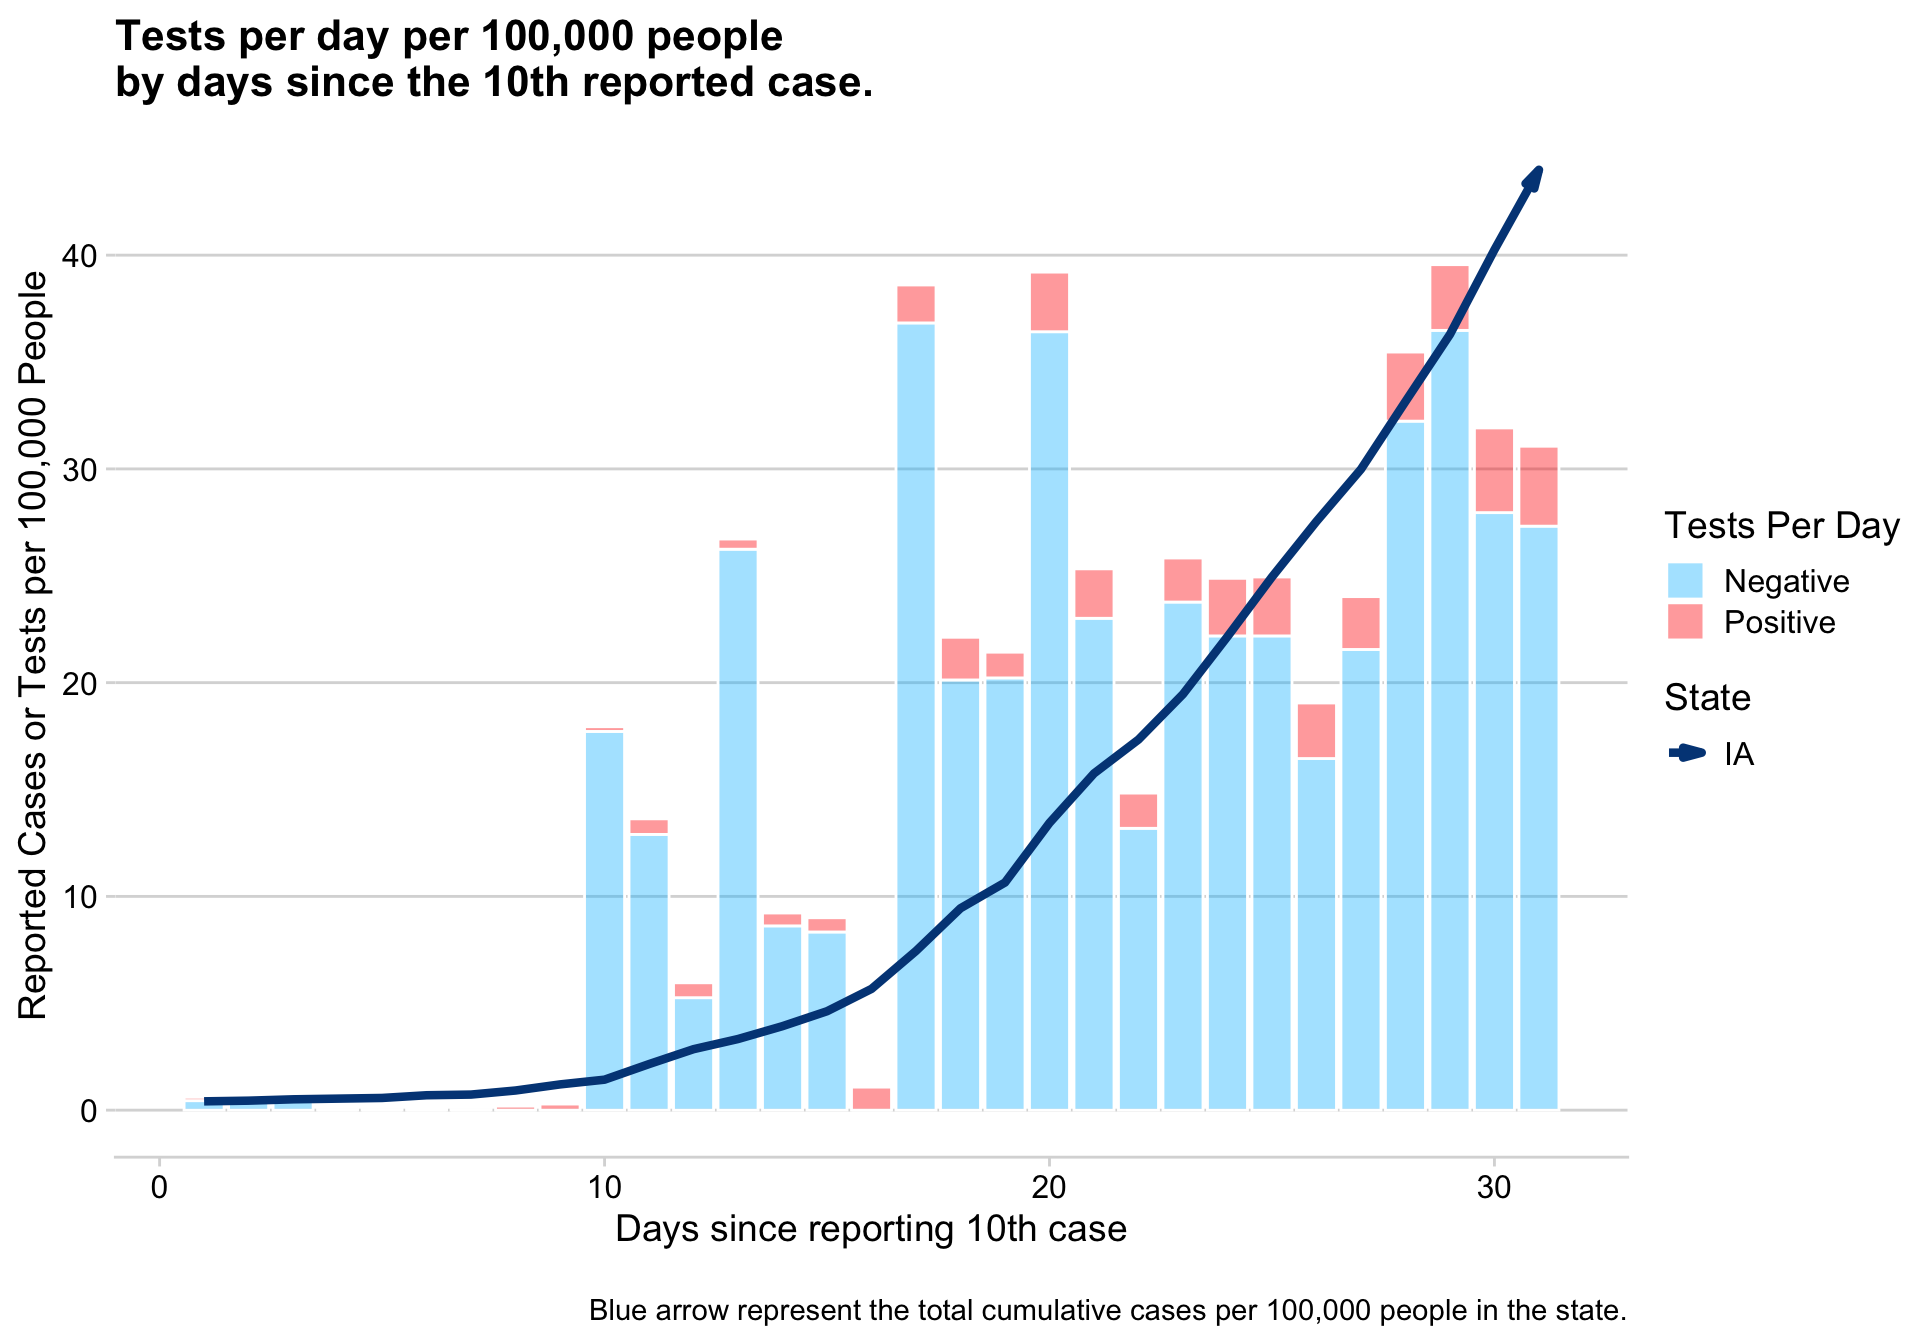 Tests per day per 100,000 people
by days since the 10th reported case.
Reported Cases or Tests per 100,000 People
40
30
20
10
0
0
10
20
30
Days since reporting 10th case
Tests Per Day
Negative
Positive
State
IA
Blue arrow represent the total cumulative cases per 100,000 people in the state.